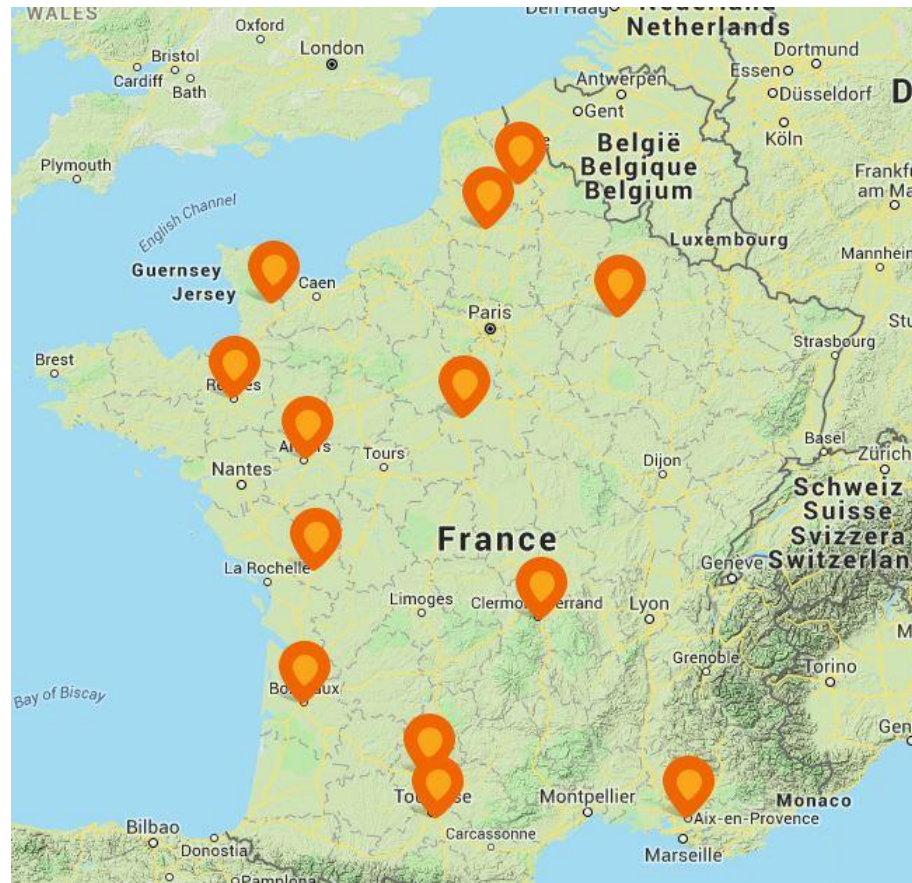 WALES
Oxford
Den Haag
Nederland
Netherlands
London
Bristol
Cardiff
Bath
Dortmund
Essen
Antwerpen
Düsseldorf
Gent
Köln
België
Belgique
Belgium
Plymouth
English Channel
Luxembourg
Mannheim
Guernsey
Jersey
Caen
Paris
Strasbourg
Brest
Basel
Zürich
Tours
Nantes
Dijon
Schweiz
Suisse
Svizzera
Switzerlan
France
Geneve
La Rochelle
Limoges
Lyon
Grenoble
Torino
Bay of Biscay
Montpellier
Monaco
Aix-en-Provence
Bilbao
Carcassonne
Donostia
Marseille
Pamplona